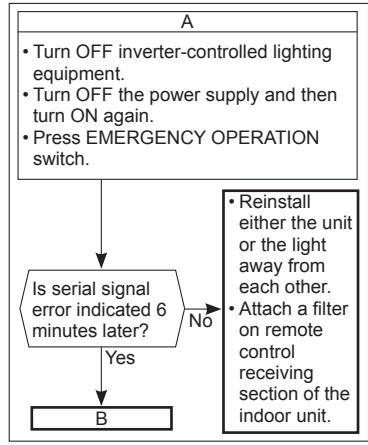 A
• Turn OFF inverter-controlled lighting
equipment.
• Turn OFF the power supply and then
turn ON again.
• Press EMERGENCY OPERATION
switch.
Is serial signal
error indicated 6
minutes later?
No
Yes
• Reinstall
either the unit
or the light
away from
each other.
• Attach a filter
on remote
control
receiving
section of the
indoor unit.
B